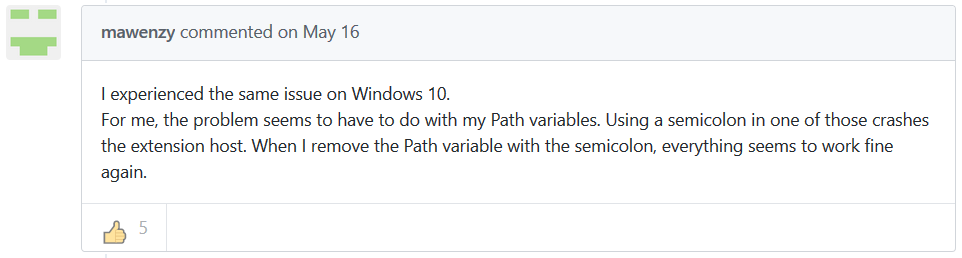 mawenzy commented on May 16
I experienced the same issue on Windows 10.
For me, the problem seems to have to do with my Path variables. Using a semicolon in one of those crashes
the extension host. When I remove the Path variable with the semicolon, everything seems to work fine
again.
5